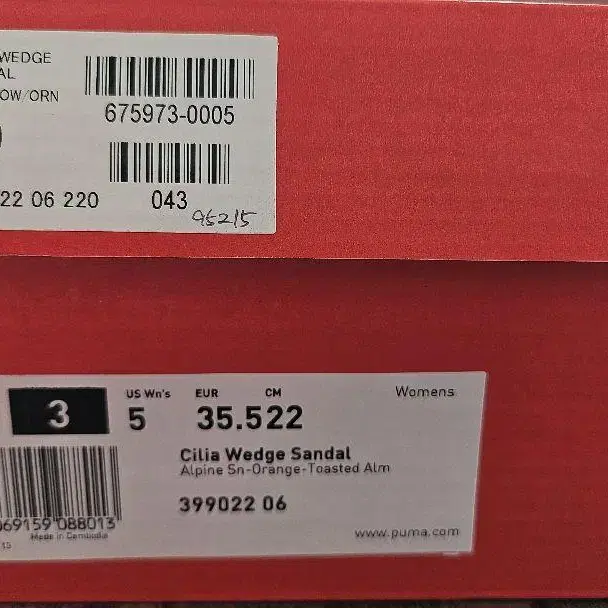 WEDGE
AL
OW/ORN
675973-0005
22 06 220
043
95215
3
US Wn's EUR CM
5 35.5 22
Womens
Cilia Wedge Sandal
Alpine Sn-Orange-Toasted Alm
399022 06
69159 088013
Made in Cambodia
15
www.puma.com